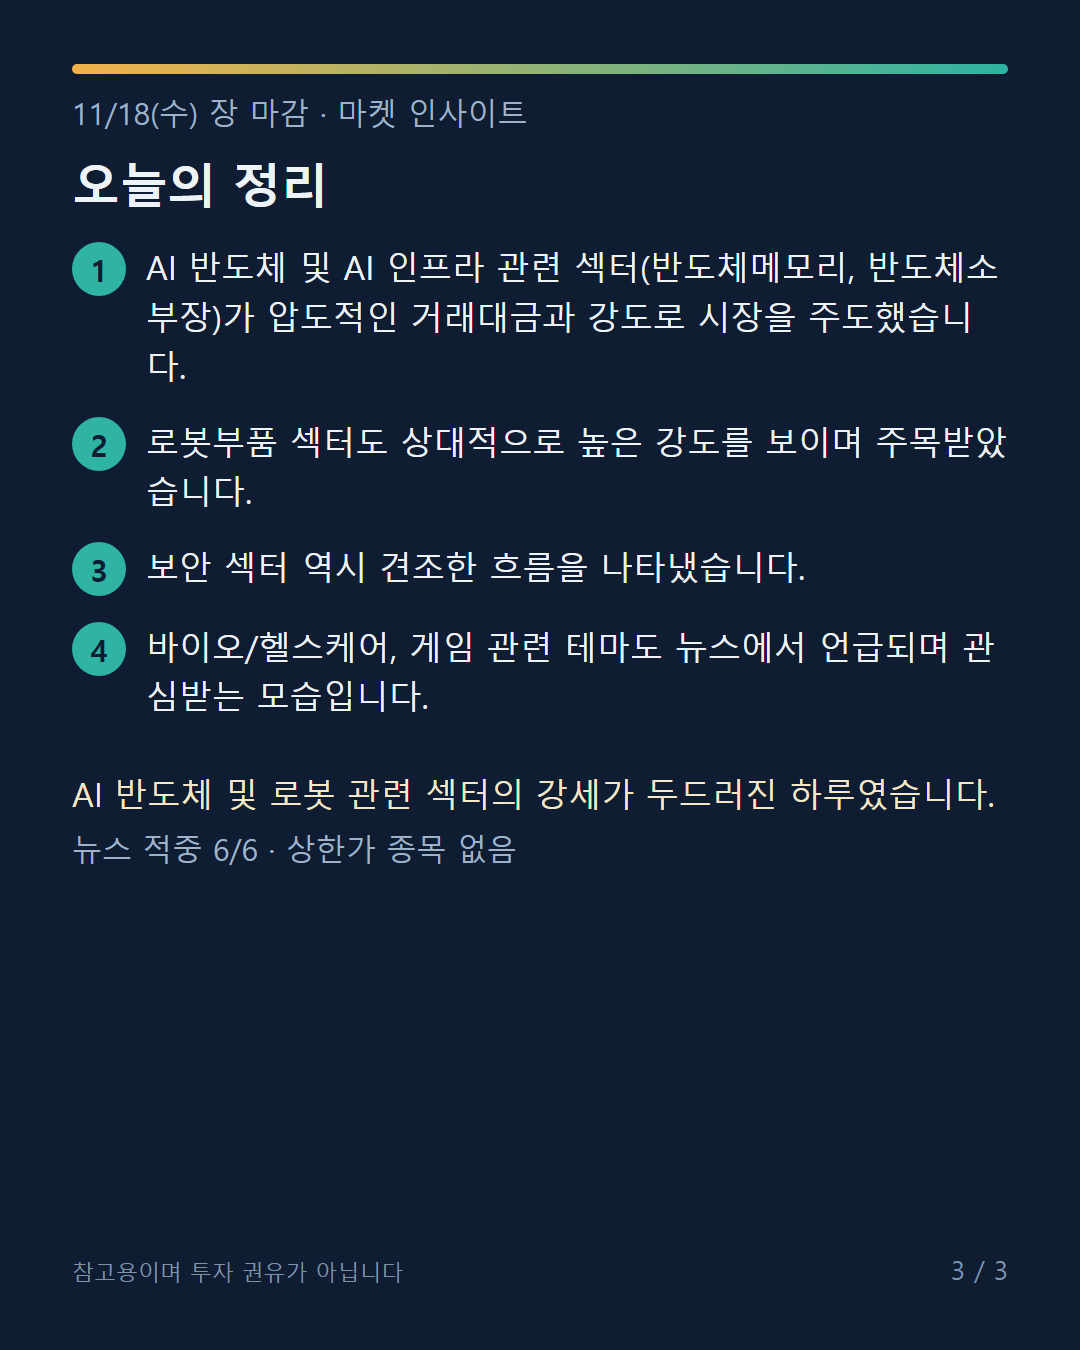 11/18(수) 장 마감 · 마켓 인사이트
오늘의 정리
1 AI 반도체 및 AI 인프라 관련 섹터(반도체메모리, 반도체소
부장)가 압도적인 거래대금과 강도로 시장을 주도했습니
다.
2 로봇부품 섹터도 상대적으로 높은 강도를 보이며 주목받았
습니다.
3 보안 섹터 역시 견조한 흐름을 나타냈습니다.
4 바이오/헬스케어, 게임 관련 테마도 뉴스에서 언급되며 관
심받는 모습입니다.
AI 반도체 및 로봇 관련 섹터의 강세가 두드러진 하루였습니다.
뉴스 적중 6/6 · 상한가 종목 없음
참고용이며 투자 권유가 아닙니다
3 / 3